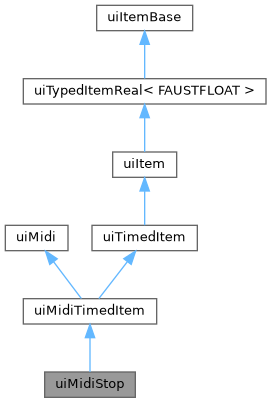 uiItemBase
uiTypedItemReal< FAUSTFLOAT >
uiItem
uiMidi
uiTimedItem
uiMidiTimedItem
uiMidiStop